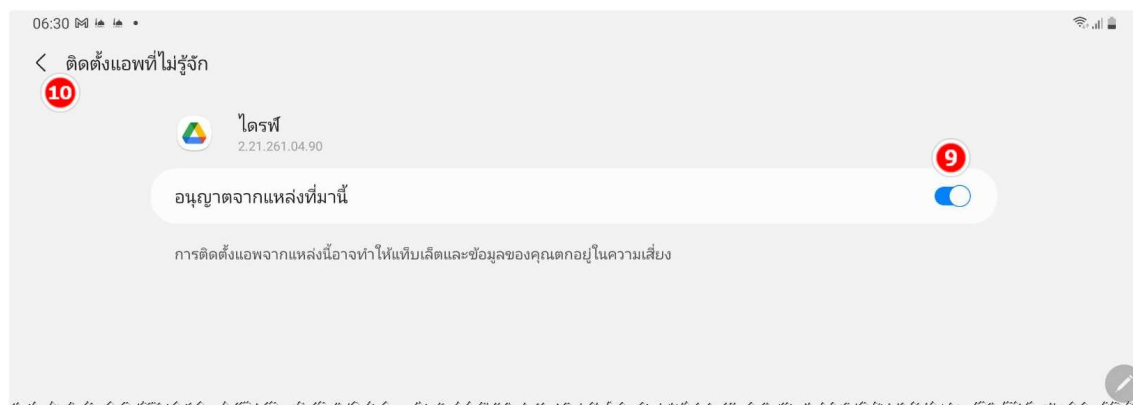 06:30
ติดตั้งแอพที่ไม่รู้จัก
10
ไดรฟ์
2.21.261.04.90
9
อนุญาตจากแหล่งที่มานี้
การติดตั้งแอพจากแหล่งนี้อาจทำให้แท็บเล็ตและข้อมูลของคุณตกอยู่ในความเสี่ยง